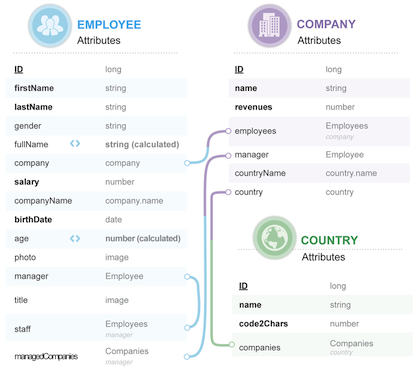 EMPLOYEE
Attributes
ID long
firstName string
lastName string
gender string
fullName <> string (calculated)
company company
salary number
companyName company.name
birthDate date
age <> number (calculated)
photo image
manager Employee
title image
staff Employees
manager
managedCompanies Companies
manager
COMPANY
Attributes
ID long
name string
revenues number
employees Employees
company
manager Employee
countryName country.name
country country
COUNTRY
Attributes
ID long
name string
code2Chars number
companies Companies
country